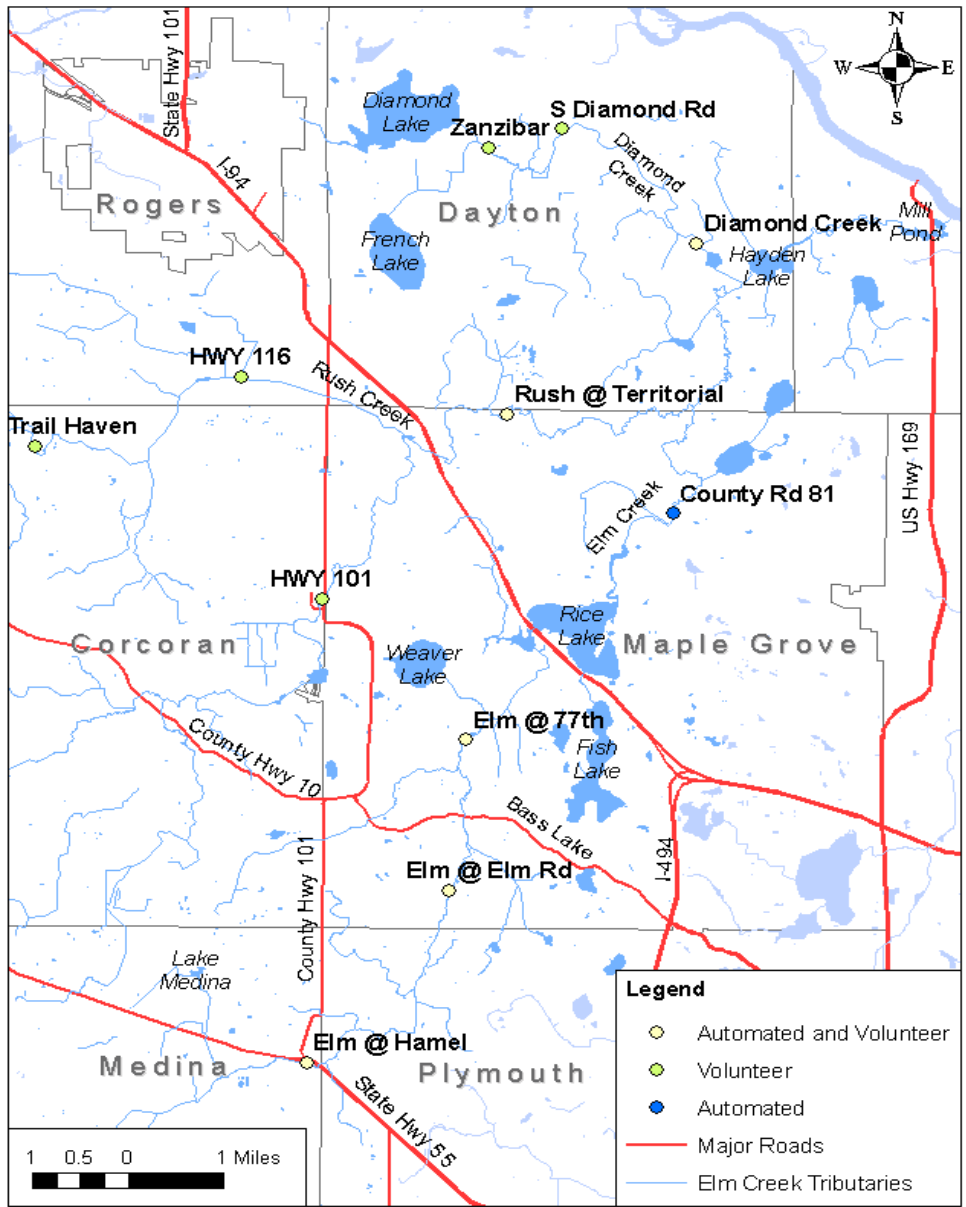 N
W
E
S
State Hwy 101
Diamond
Lake
S Diamond Rd
Zanzibar
Diamond
Creek
I-94
Rogers
Dayton
Mill
Pond
Diamond Creek
French
Lake
Hayden
Lake
HWY 116
Rush Creek
Rush @ Territorial
Trail Haven
US Hwy 169
County Rd 81
Elm Creek
HWY 101
Rice
Lake
Corcoran
Weaver
Lake
Maple Grove
Elm @ 77th
County Hwy 10
Fish
Lake
Bass Lake
I-494
Elm @ Elm Rd
County Hwy 101
Lake
Medina
Elm @ Hamel
Medina
Plymouth
State Hwy 55
Legend
Automated and Volunteer
Volunteer
Automated
Major Roads
Elm Creek Tributaries
1 0.5 0 1 Miles